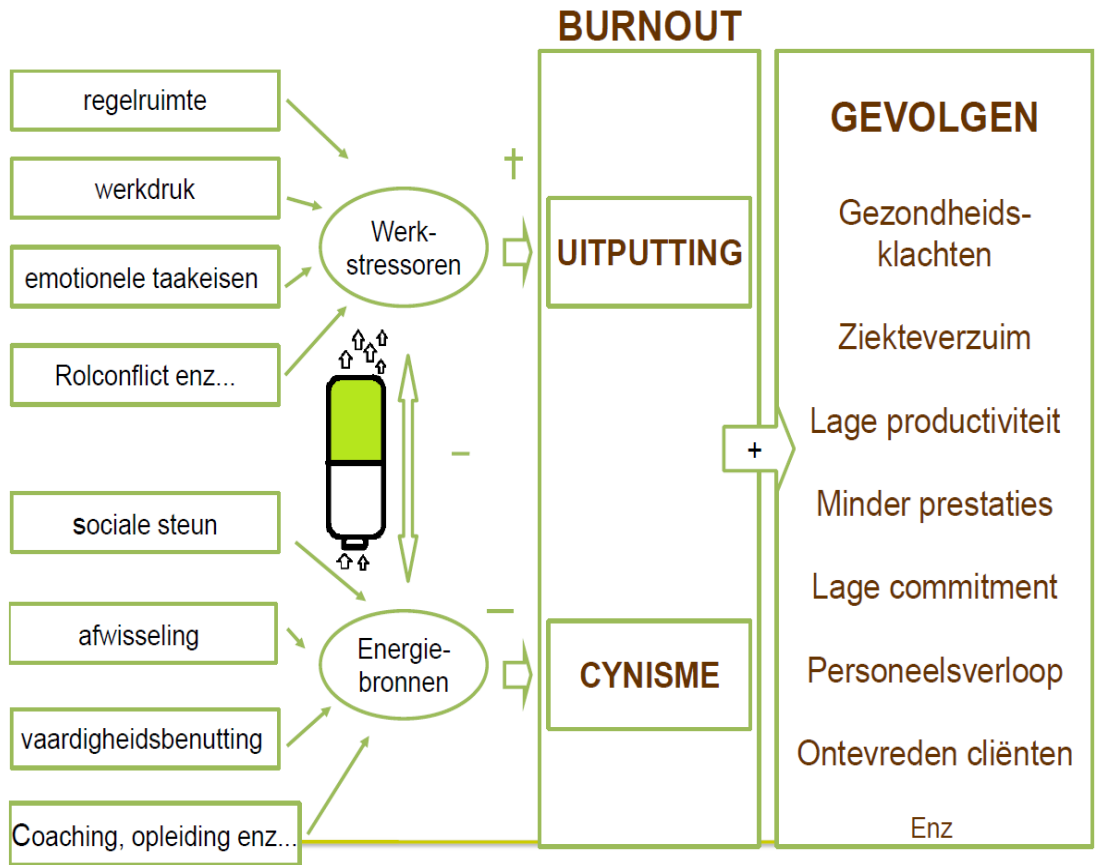 BURNOUT
regelruimte
werkdruk
emotionele taakeisen
Rolconflict enz...
sociale steun
afwisseling
vaardigheidsbenutting
Coaching, opleiding enz...
Werk-
stressoren
–
Energie-
bronnen
+
UITPUTTING
–
CYNISME
+
GEVOLGEN
Gezondheids-
klachten
Ziekteverzuim
Lage productiviteit
Minder prestaties
Lage commitment
Personeelsverloop
Ontevreden cliënten
Enz